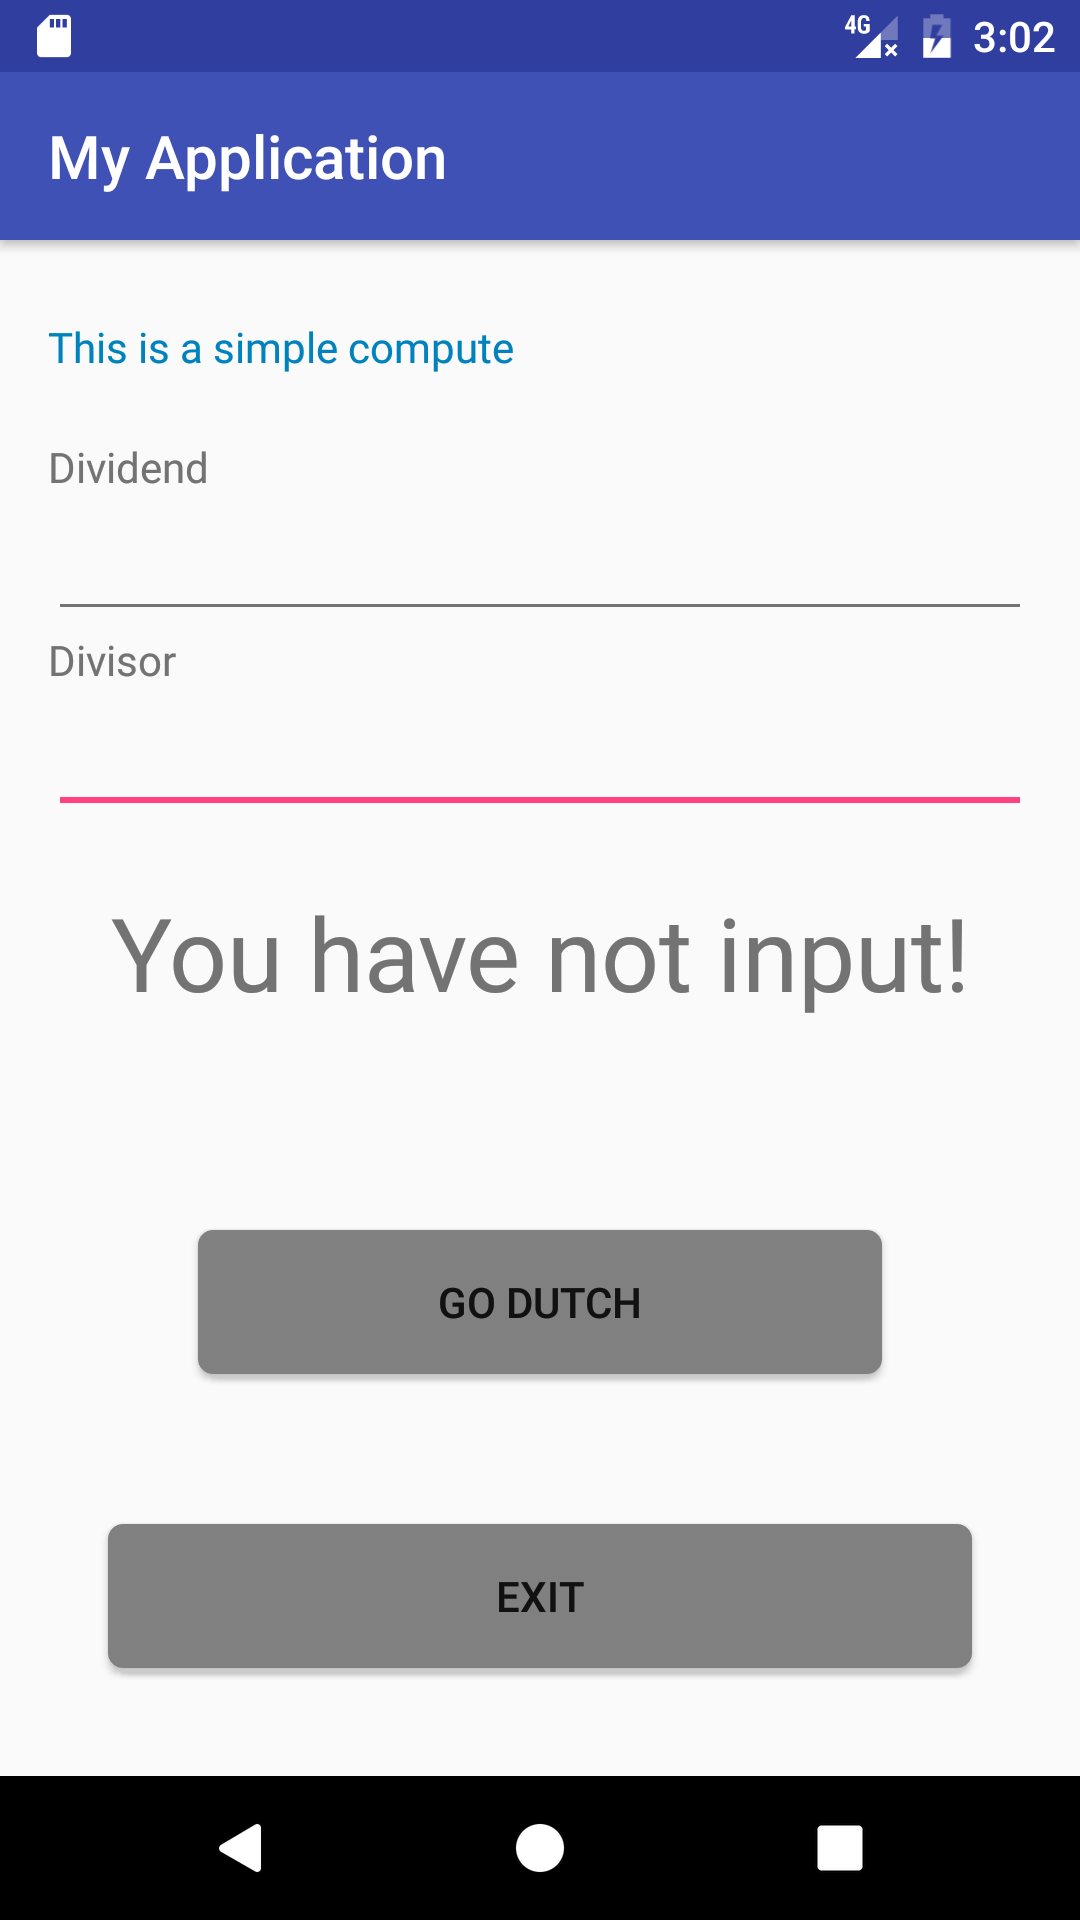 4G 3:02
My Application
This is a simple compute
Dividend
Divisor
You have not input!
GO DUTCH
EXIT